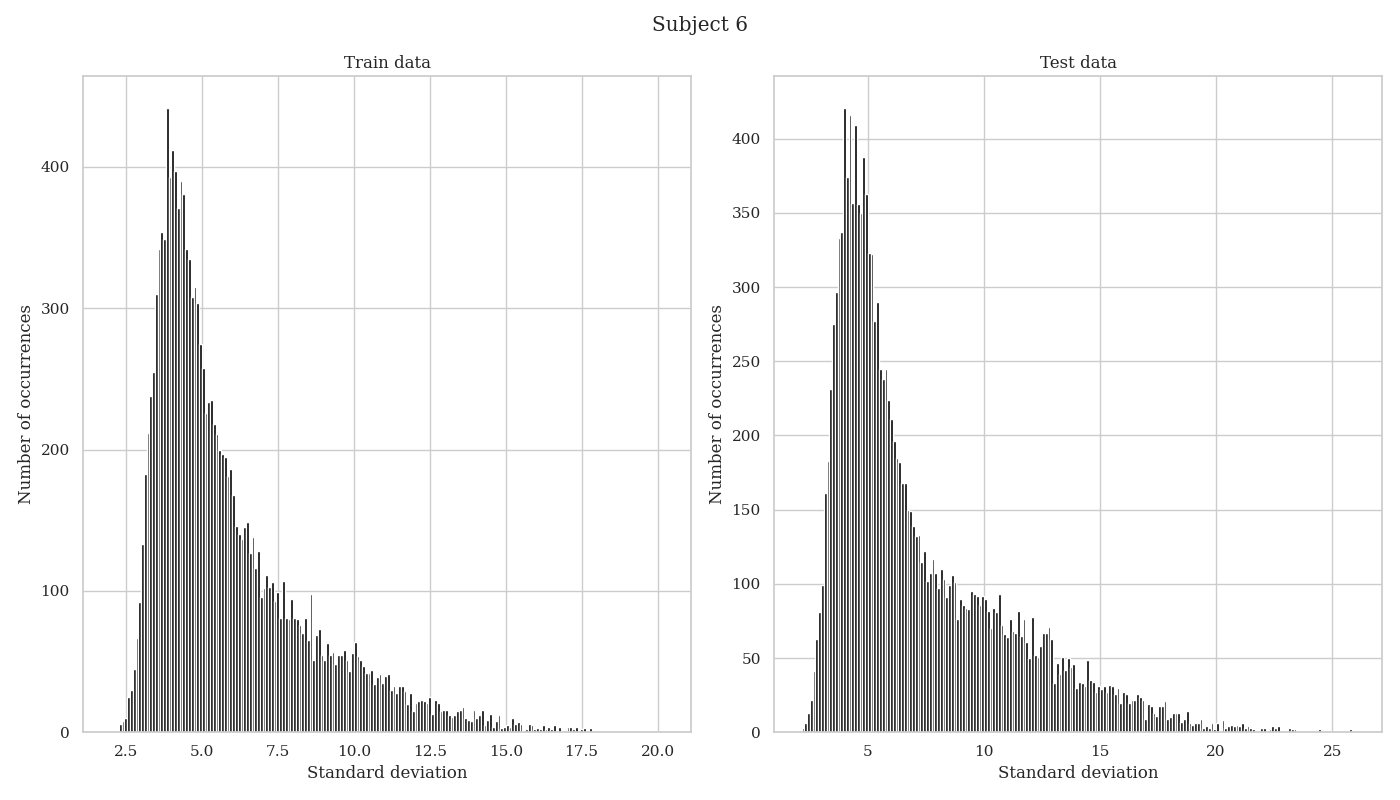 Subject 6
Train data
Number of occurrences
400
300
200
100
0
2.5 5.0 7.5 10.0 12.5 15.0 17.5 20.0
Standard deviation
Test data
Number of occurrences
400
350
300
250
200
150
100
50
0
5 10 15 20 25
Standard deviation